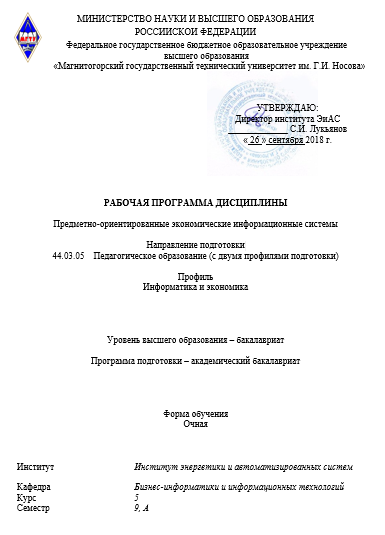 МИНИСТЕРСТВО НАУКИ И ВЫСШЕГО ОБРАЗОВАНИЯ
РОССИЙСКОЙ ФЕДЕРАЦИИ
Федеральное государственное бюджетное образовательное учреждение
высшего образования
«Магнитогорский государственный технический университет им. Г.И. Носова»
УТВЕРЖДАЮ:
Директор института ЭиАС
С.И. Лукьянов
« 26 » сентября 2018 г.
РАБОЧАЯ ПРОГРАММА ДИСЦИПЛИНЫ
Предметно-ориентированные экономические информационные системы
Направление подготовки
44.03.05 Педагогическое образование (с двумя профилями подготовки)
Профиль
Информатика и экономика
Уровень высшего образования – бакалавриат
Программа подготовки – академический бакалавриат
Форма обучения
Очная
Институт Институт энергетики и автоматизированных систем
Кафедра Бизнес-информатики и информационных технологий
Курс 5
Семестр 9, А